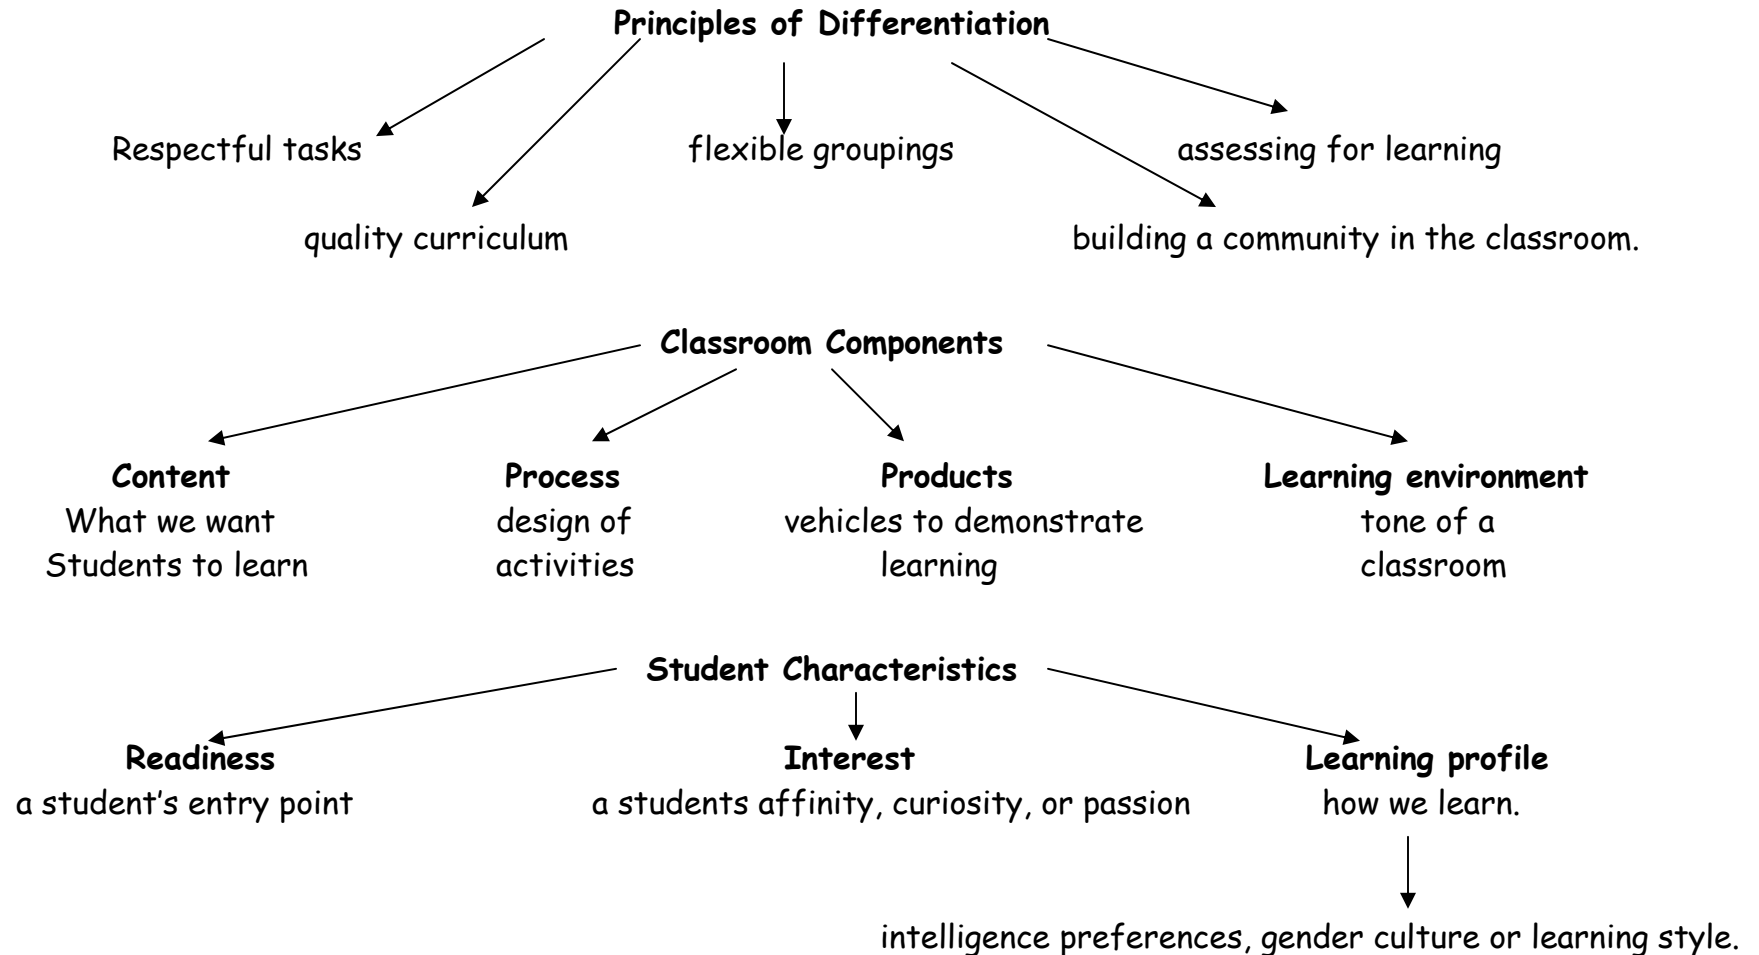 Principles of Differentiation
Respectful tasks flexible groupings assessing for learning
quality curriculum building a community in the classroom.
Classroom Components
Content Process Products Learning environment
What we want design of vehicles to demonstrate tone of a
Students to learn activities learning classroom
Student Characteristics
Readiness Interest Learning profile
a student’s entry point a students affinity, curiosity, or passion how we learn.
intelligence preferences, gender culture or learning style.